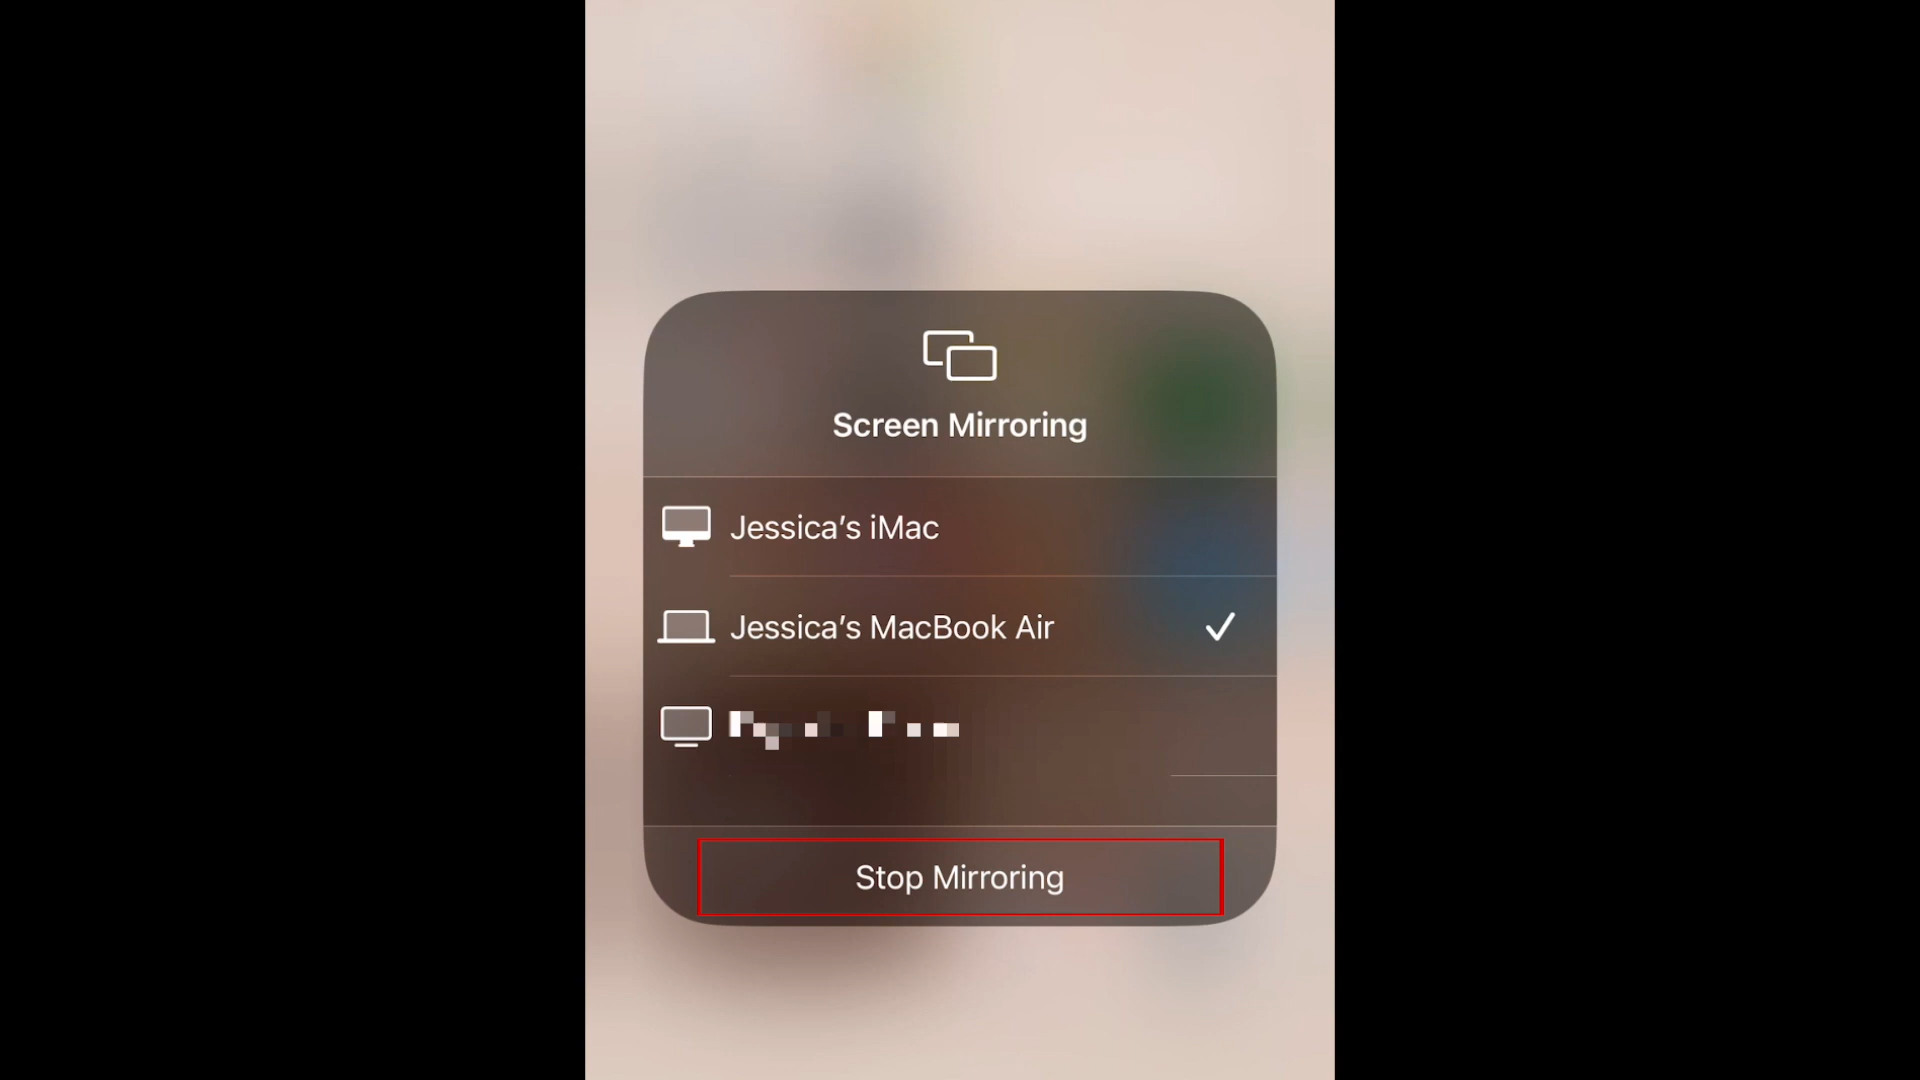 Screen Mirroring
Jessica’s iMac
Jessica’s MacBook Air
Stop Mirroring